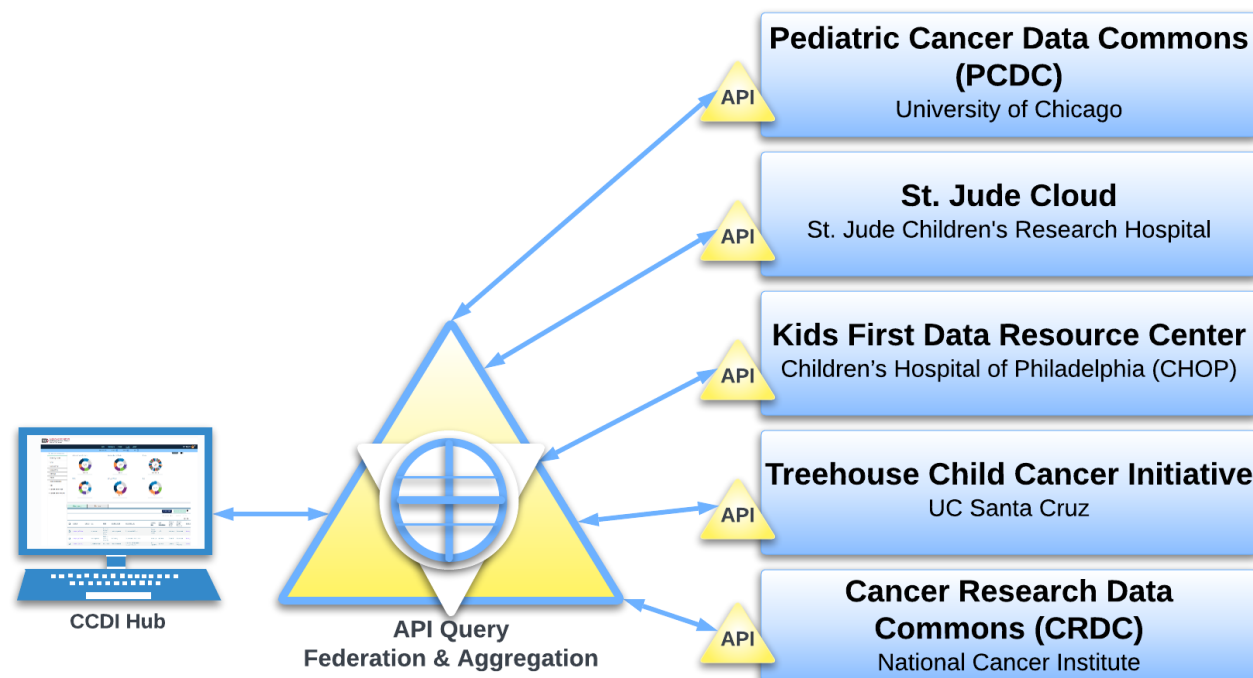 Pediatric Cancer Data Commons
(PCDC)
University of Chicago
API
St. Jude Cloud
St. Jude Children's Research Hospital
API
Kids First Data Resource Center
Children’s Hospital of Philadelphia (CHOP)
API
Treehouse Child Cancer Initiative
UC Santa Cruz
API
Cancer Research Data
Commons (CRDC)
National Cancer Institute
API
CCDI Hub
API Query
Federation & Aggregation